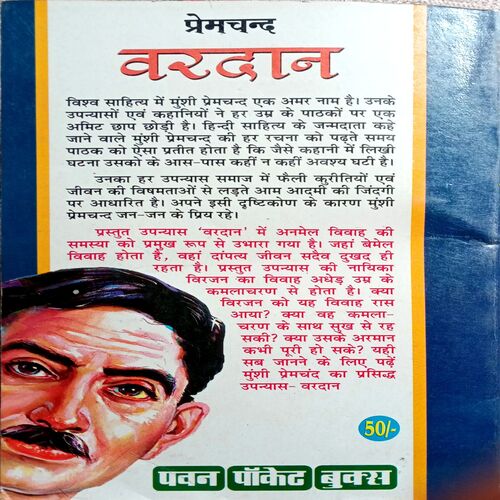 प्रेमचन्द
वरदान
विश्व साहित्य में मुंशी प्रेमचन्द एक अमर नाम है। उनके
उपन्यासों एवं कहानियों ने हर उम्र के पाठकों पर एक
अमिट छाप छोड़ी है। हिन्दी साहित्य के जन्मदाता कहे
जाने वाले मुंशी प्रेमचन्द की हर रचना को पढ़ते समय
पाठक को ऐसा प्रतीत होता है कि जैसे कहानी में लिखी
घटना उसको के आस-पास कहीं न कहीं अवश्य घटी है।
उनका हर उपन्यास समाज में फैली कुरीतियों एवं
जीवन की विषमताओं से लड़ते आम आदमी की जिंदगी
पर आधारित है। अपने इसी दृष्टिकोण के कारण मुंशी
प्रेमचन्द जन-जन के प्रिय रहे।
प्रस्तुत उपन्यास 'वरदान' में अनमेल विवाह की
समस्या को प्रमुख रूप से उभारा गया है। जहां बेमेल
विवाह होता है, वहां दांपत्य जीवन सदैव दुखद ही
रहता है। प्रस्तुत उपन्यास की नायिका
विरजन का विवाह अधेड़ उम्र के
कमलाचरण से होता है। क्या
विरजन को यह विवाह रास
आया? क्या वह कमला-
चरण के साथ सुख से रह
सकी? क्या उसके अरमान
कभी पूरी हो सके? यही
सब जानने के लिए पढ़ें
मुंशी प्रेमचंद का प्रसिद्ध
उपन्यास- वरदान
50/-
पवन पॉकेट बुक्स